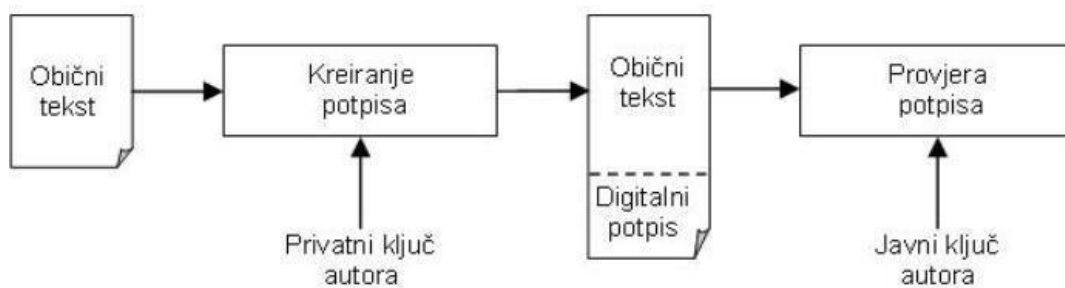 Obični
tekst
Kreiranje
potpisa
Privatni ključ
autora
Obični
tekst
Digitalni
potpis
Provjera
potpisa
Javni ključ
autora